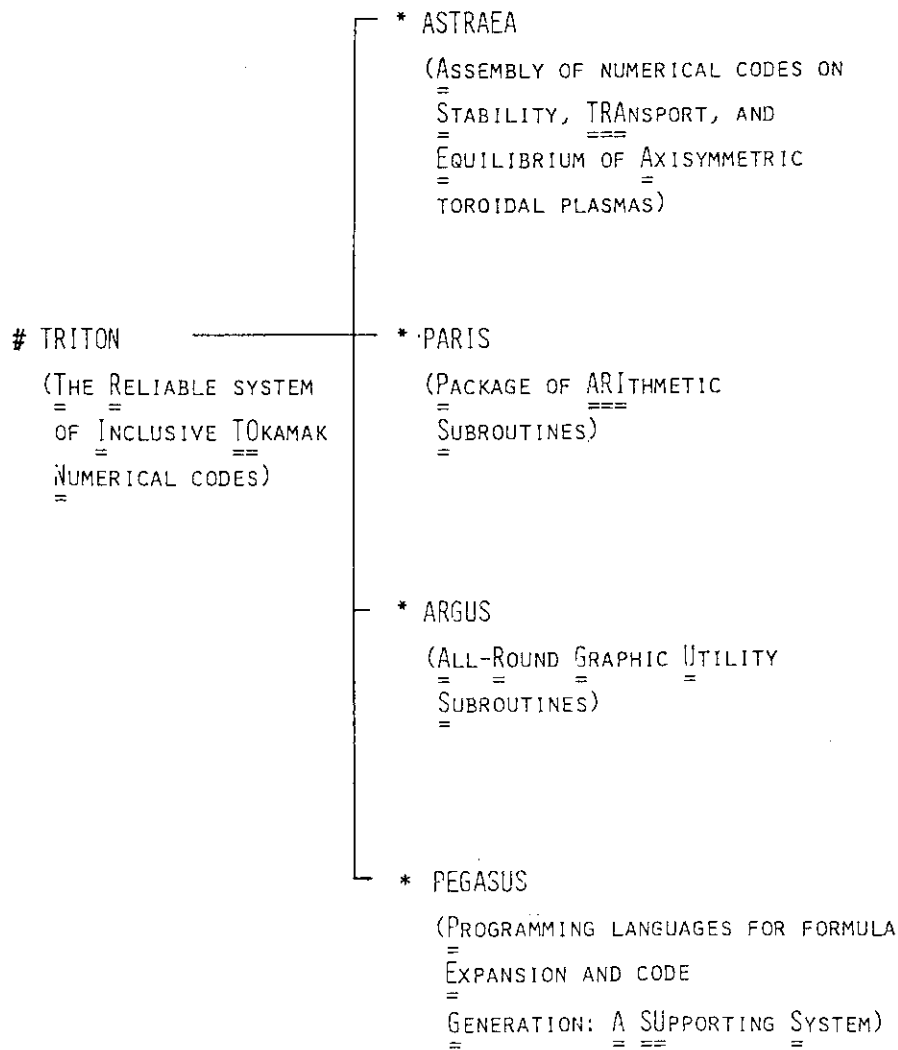 * ASTRAEA
(ASSEMBLY OF NUMERICAL CODES ON
STABILITY, TRANSPORT, AND
EQUILIBRIUM OF AXISYMMETRIC
TOROIDAL PLASMAS)
# TRITON
(THE RELIABLE SYSTEM
OF INCLUSIVE TOKAMAK
NUMERICAL CODES)
* PARIS
(PACKAGE OF ARITHMETIC
SUBROUTINES)
* ARGUS
(ALL-ROUND GRAPHIC UTILITY
SUBROUTINES)
* PEGASUS
(PROGRAMMING LANGUAGES FOR FORMULA
EXPANSION AND CODE
GENERATION: A SUPPORTING SYSTEM)